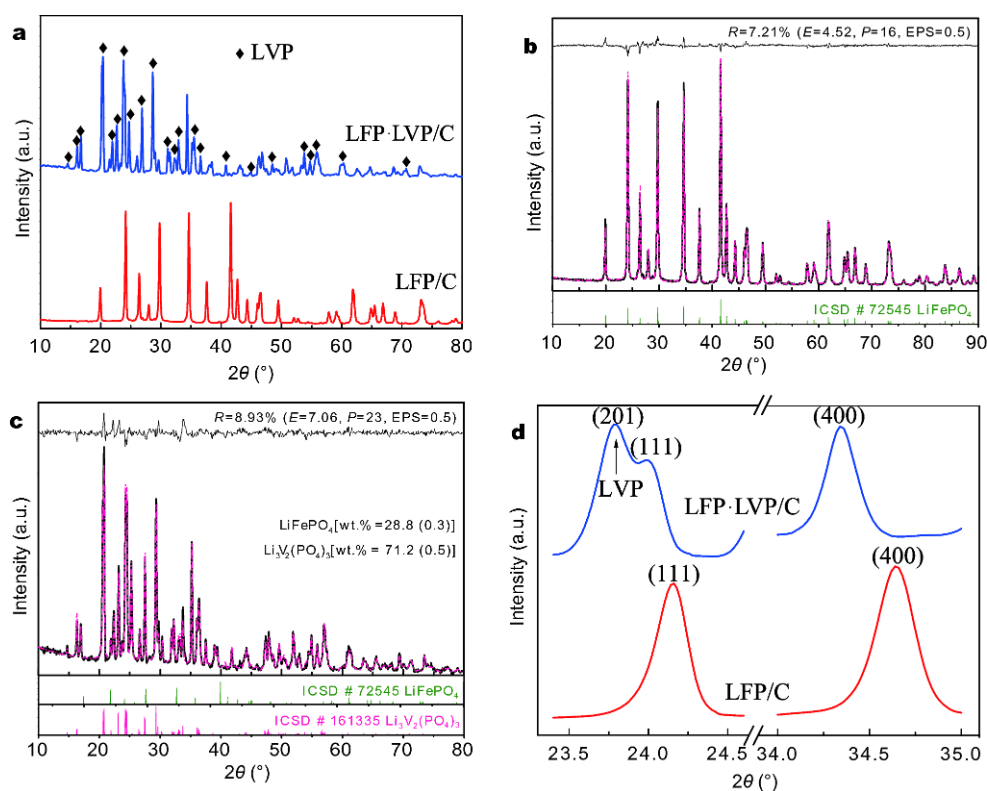 a
LVP
LFP·LVP/C
LFP/C
Intensity (a.u.)
10 20 30 40 50 60 70 80
2θ (°)
b
R=7.21% (E=4.52, P=16, EPS=0.5)
Intensity (a.u.)
ICSD # 72545 LiFePO₄
10 20 30 40 50 60 70 80 90
2θ (°)
c
R=8.93% (E=7.06, P=23, EPS=0.5)
LiFePO₄[wt.% =28.8 (0.3)]
Li₃V₂(PO₄)₃[wt.% = 71.2 (0.5)]
Intensity (a.u.)
ICSD # 72545 LiFePO₄
ICSD # 161335 Li₃V₂(PO₄)₃
10 20 30 40 50 60 70 80
2θ (°)
d
(201)
(111)
(400)
LVP
LFP·LVP/C
(111)
(400)
LFP/C
Intensity (a.u.)
23.5 24.0 24.5 34.0 34.5 35.0
2θ (°)